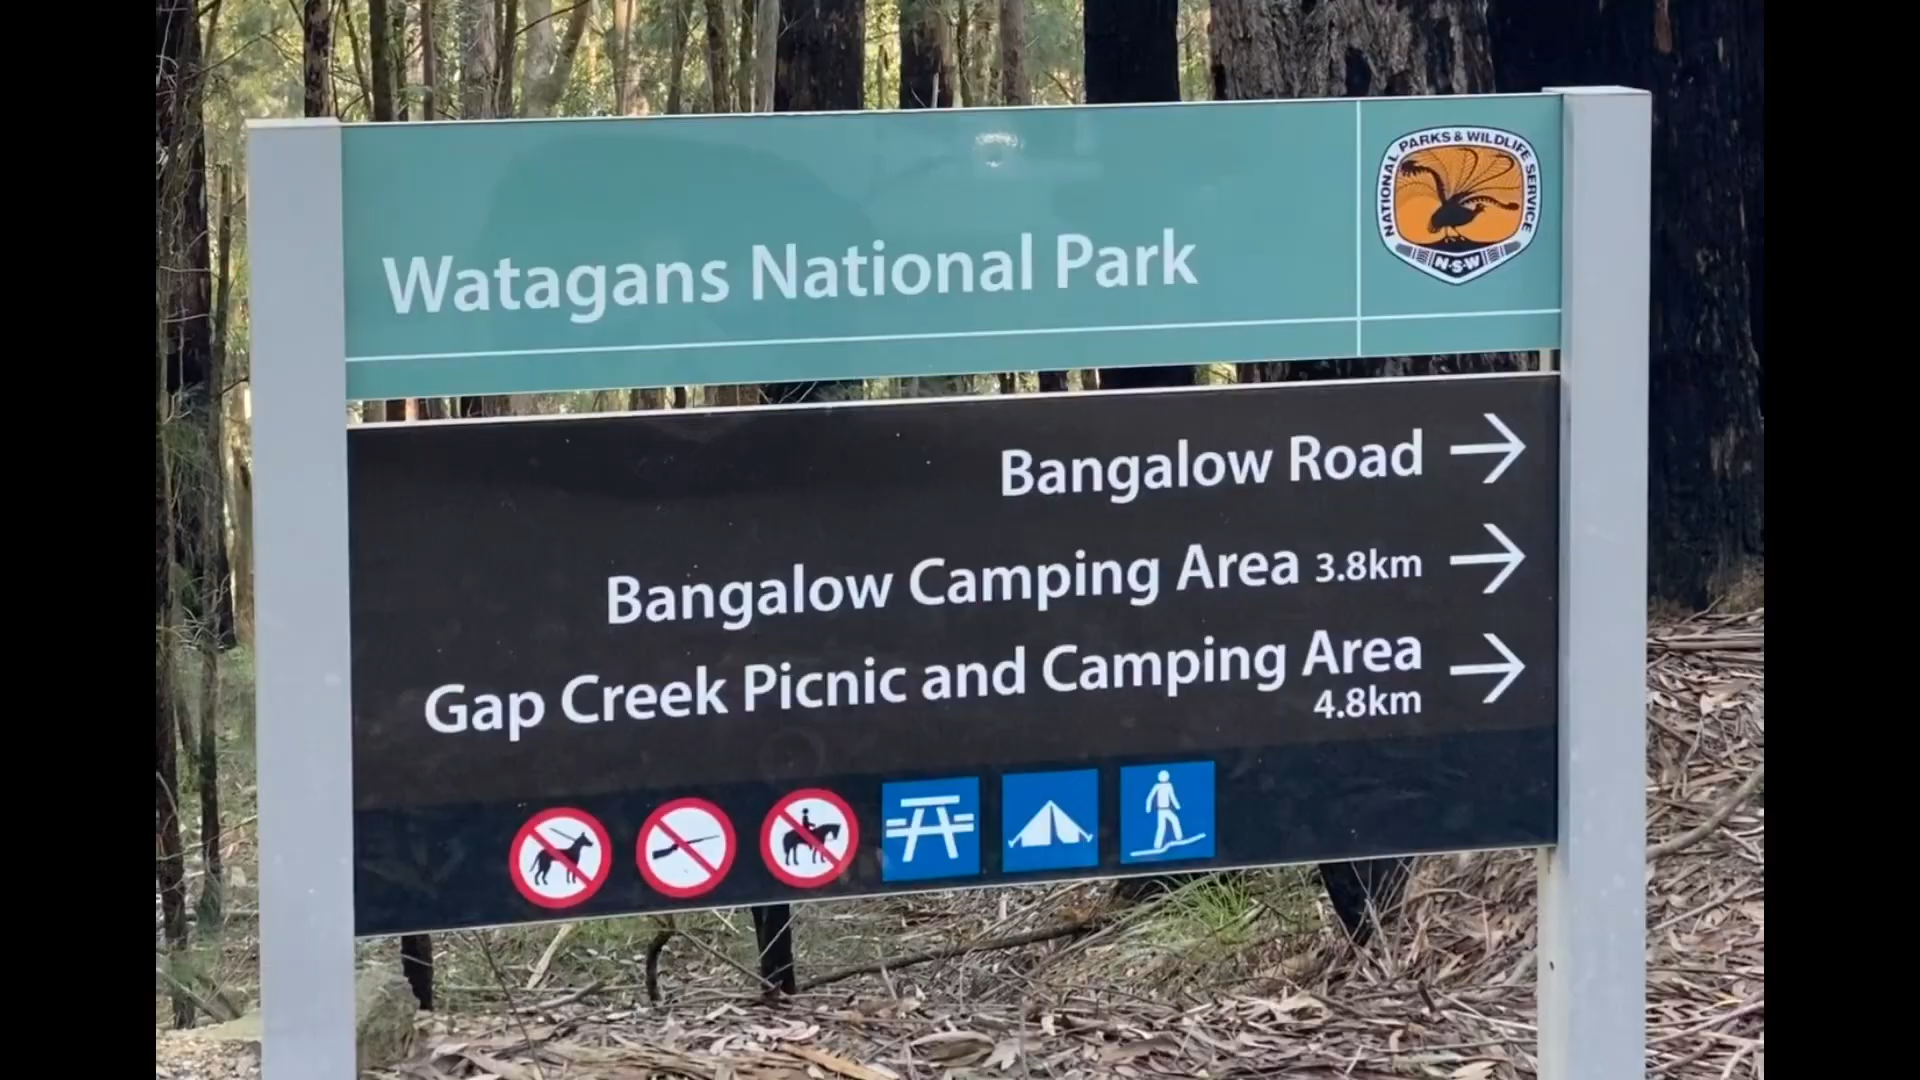 Watagans National Park
NATIONAL PARKS & WILDLIFE SERVICE
N·S·W
Bangalow Road
Bangalow Camping Area 3.8km
Gap Creek Picnic and Camping Area
4.8km